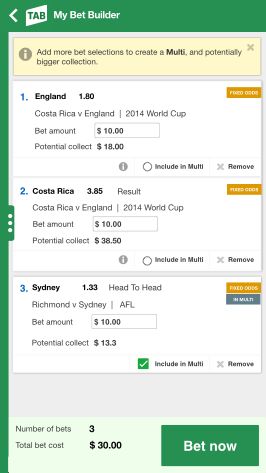 TAB My Bet Builder
Add more bet selections to create a Multi, and potentially
bigger collection.
1. England 1.80 FIXED ODDS
Costa Rica v England | 2014 World Cup
Bet amount $ 10.00
Potential collect $ 18.00
Include in Multi Remove
2. Costa Rica 3.85 Result FIXED ODDS
Costa Rica v England | 2014 World Cup
Bet amount $ 10.00
Potential collect $ 38.50
Include in Multi Remove
3. Sydney 1.33 Head To Head FIXED ODDS
IN MULTI
Richmond v Sydney | AFL
Bet amount $ 10.00
Potential collect $ 13.3
Include in Multi Remove
Number of bets 3
Total bet cost $ 30.00
Bet now